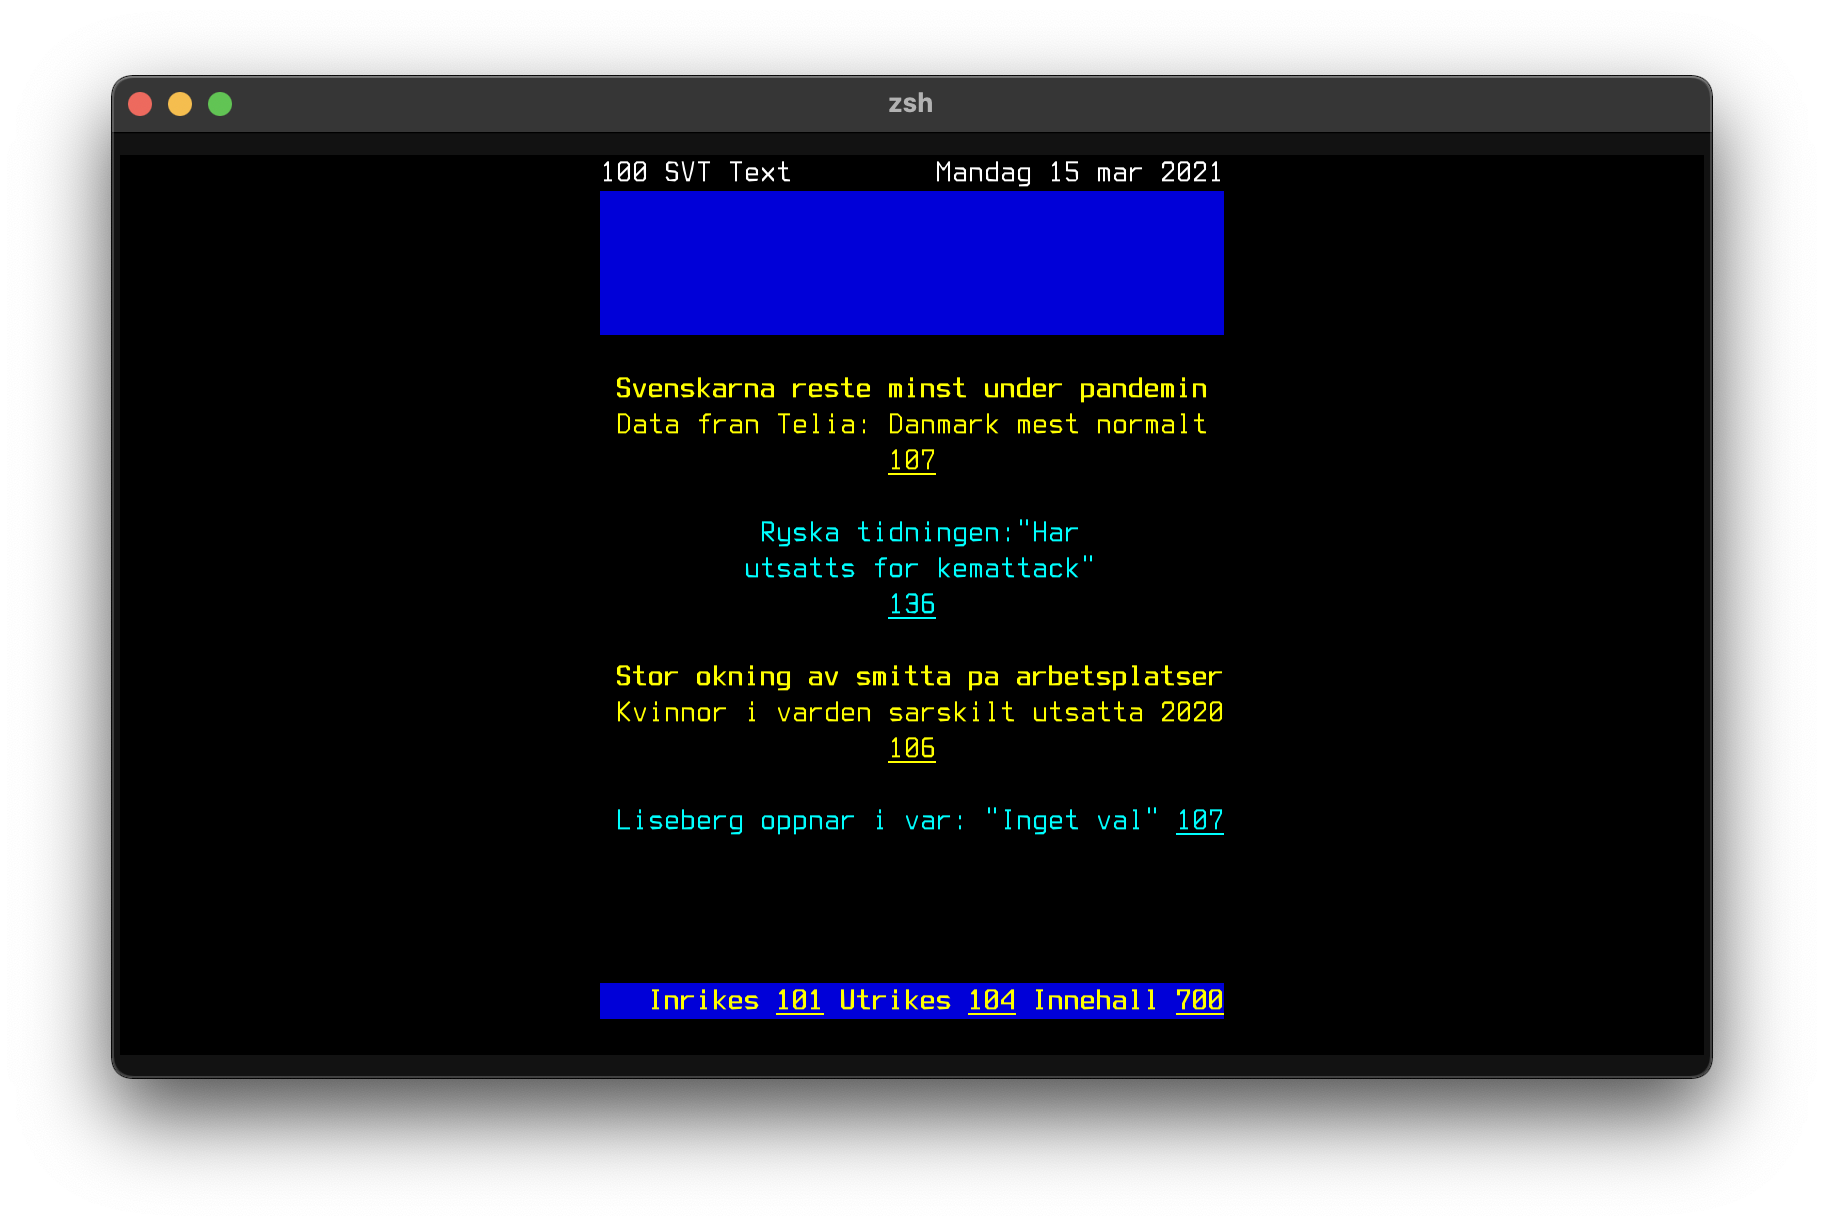 zsh
100 SVT Text Mandag 15 mar 2021
Svenskarna reste minst under pandemin
Data fran Telia: Danmark mest normalt
107
Ryska tidningen:"Har
utsatts for kemattack"
136
Stor okning av smitta pa arbetsplatser
Kvinnor i varden sarskilt utsatta 2020
106
Liseberg oppnar i var: "Inget val" 107
Inrikes 101 Utrikes 104 Innehall 700